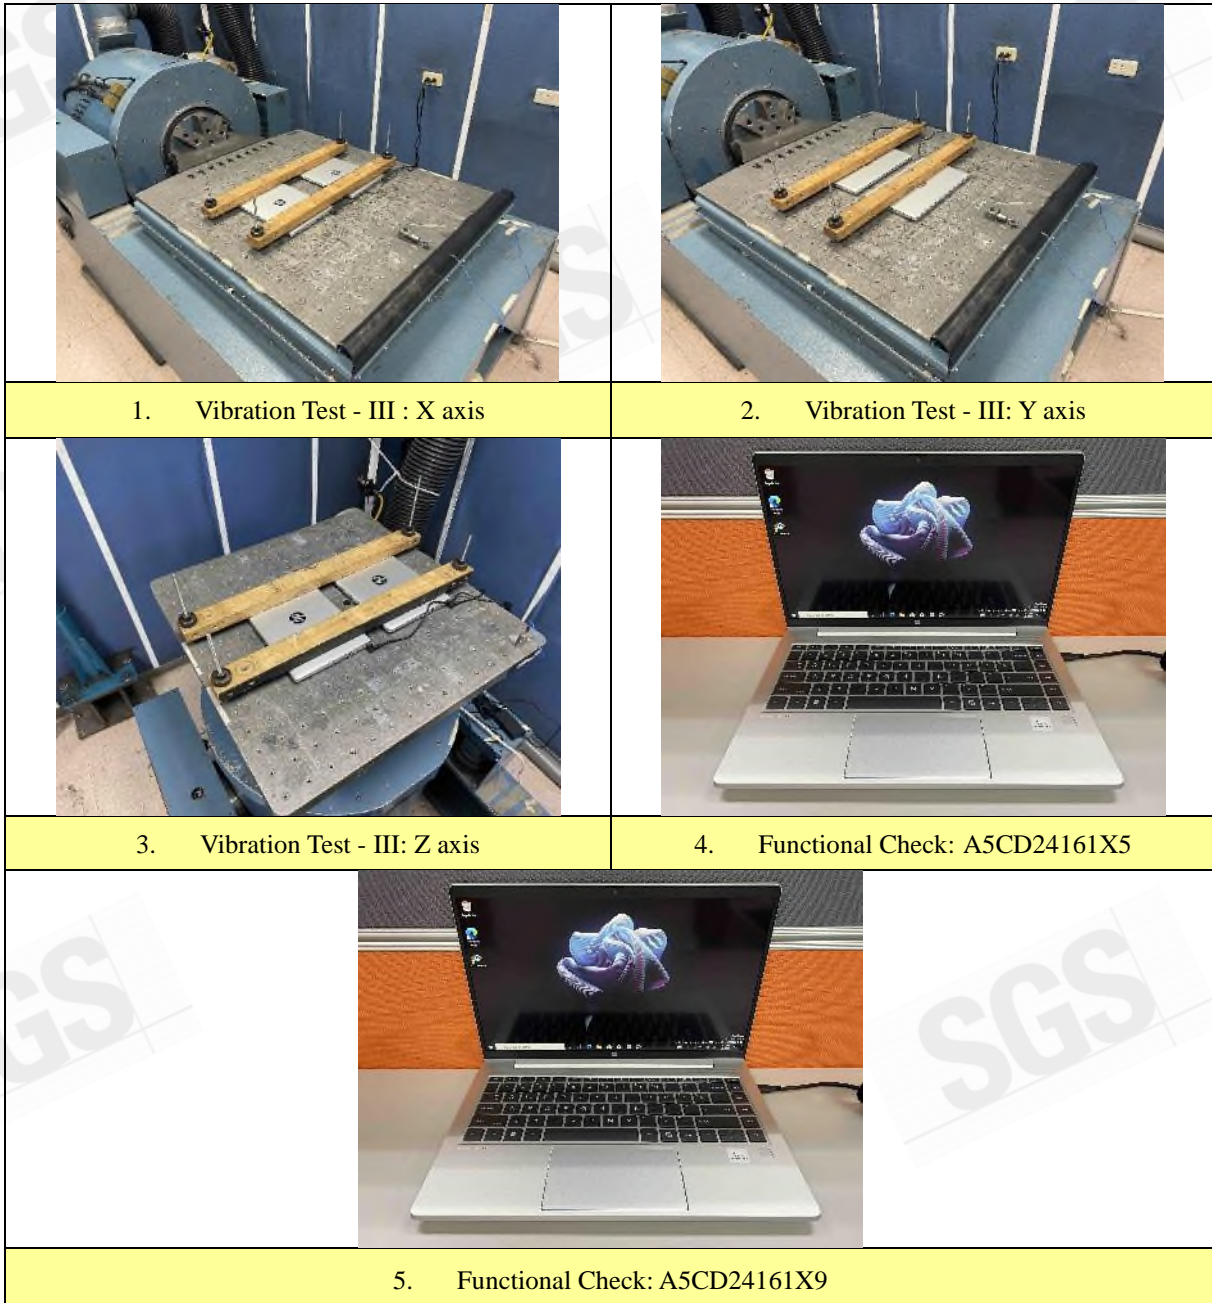 1. Vibration Test - III : X axis
2. Vibration Test - III: Y axis
3. Vibration Test - III: Z axis
4. Functional Check: A5CD24161X5
5. Functional Check: A5CD24161X9
SGS